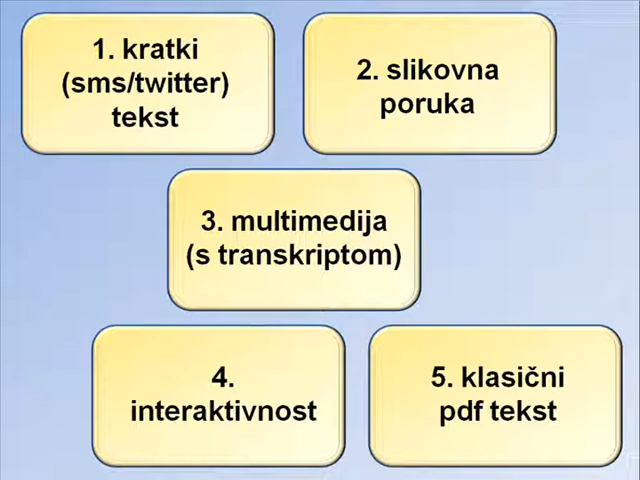 1. kratki
(sms/twitter)
tekst
2. slikovna
poruka
3. multimedija
(s transkriptom)
4.
interaktivnost
5. klasični
pdf tekst